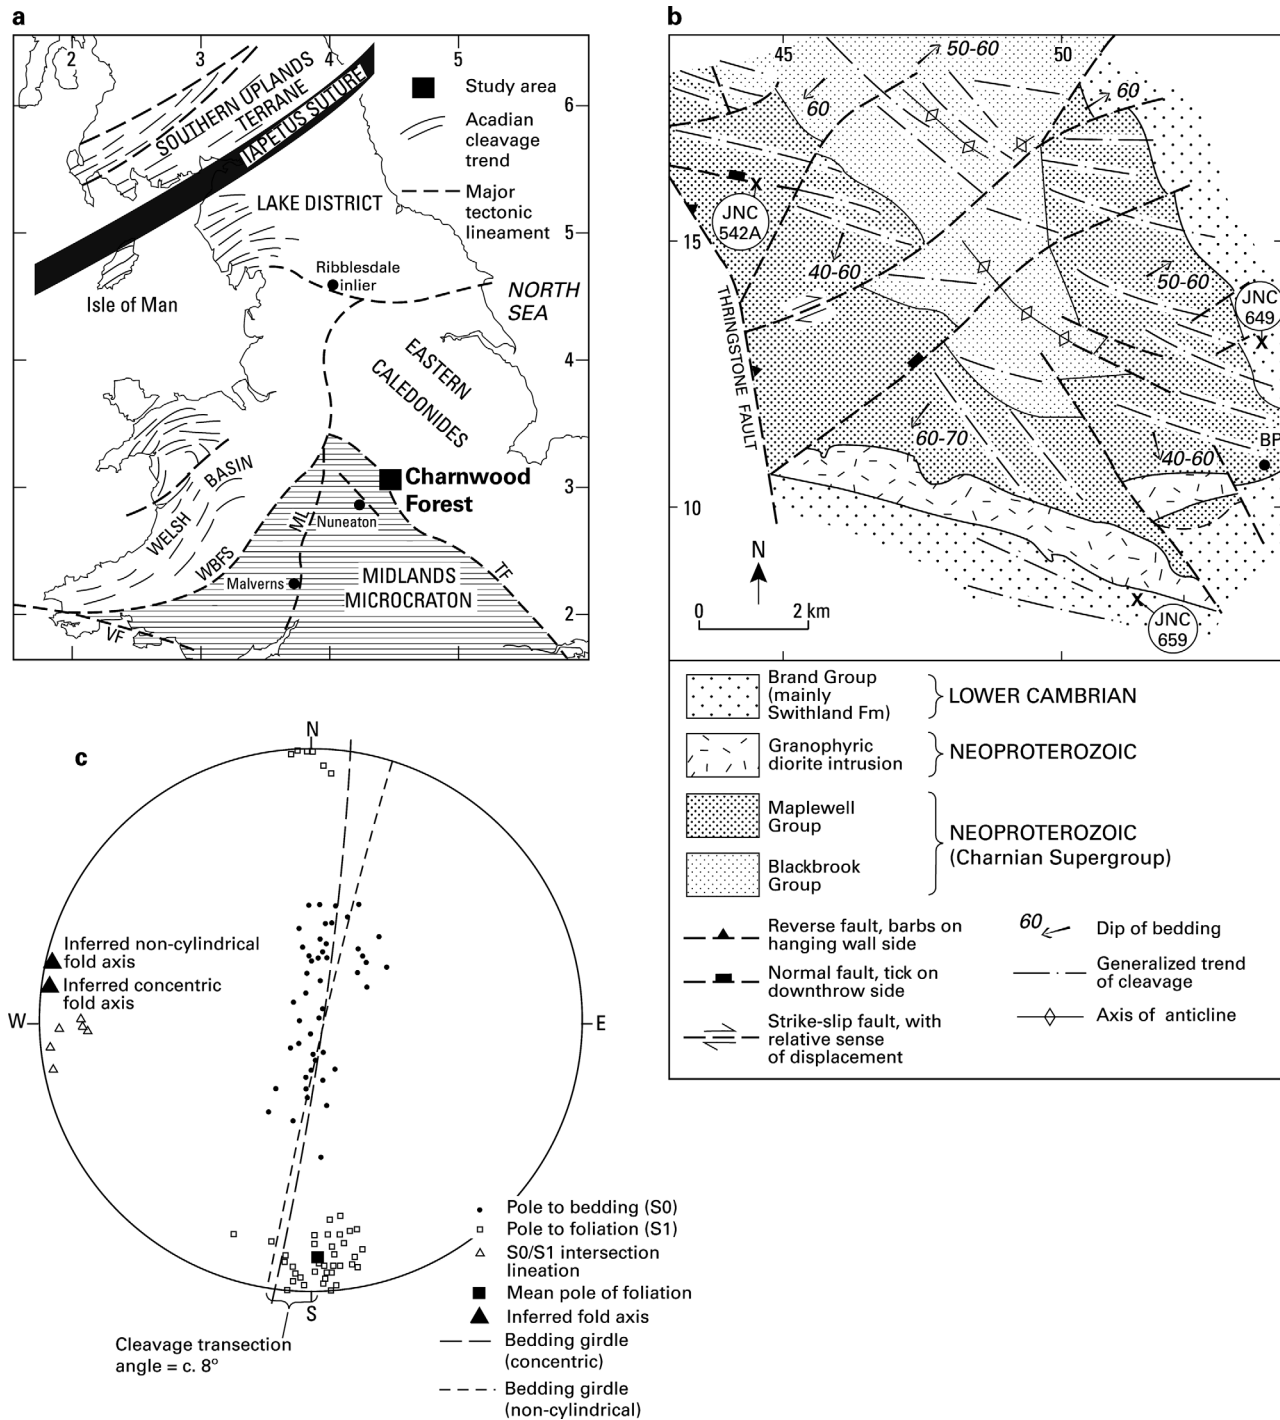 a
2
3
4
5
6
5
4
3
2
SOUTHERN UPLANDS
TERRANE
IAPETUS SUTURE
Study area
Acadian
cleavage
trend
Major
tectonic
lineament
LAKE DISTRICT
Isle of Man
Ribblesdale
inlier
NORTH
SEA
EASTERN
CALEDONIDES
WELSH
BASIN
WBFS
ML
Charnwood
Forest
Nuneaton
Malverns
MIDLANDS
MICROCRATON
TF
VF
b
45
50
15
10
50-60
60
60
JNC
542A
40-60
50-60
JNC
649
THRINGSTONE FAULT
60-70
40-60
BP
N
0
2 km
JNC
659
Brand Group
(mainly
Swithland Fm)
LOWER CAMBRIAN
Granophyric
diorite intrusion
NEOPROTEROZOIC
Maplewell
Group
NEOPROTEROZOIC
(Charnian Supergroup)
Blackbrook
Group
Reverse fault, barbs on
hanging wall side
Normal fault, tick on
downthrow side
Strike-slip fault, with
relative sense
of displacement
60
Dip of bedding
Generalized trend
of cleavage
Axis of anticline
c
N
Inferred non-cylindrical
fold axis
Inferred concentric
fold axis
W
E
S
Cleavage transection
angle = c. 8°
Pole to bedding (S0)
Pole to foliation (S1)
S0/S1 intersection
lineation
Mean pole of foliation
Inferred fold axis
Bedding girdle
(concentric)
Bedding girdle
(non-cylindrical)